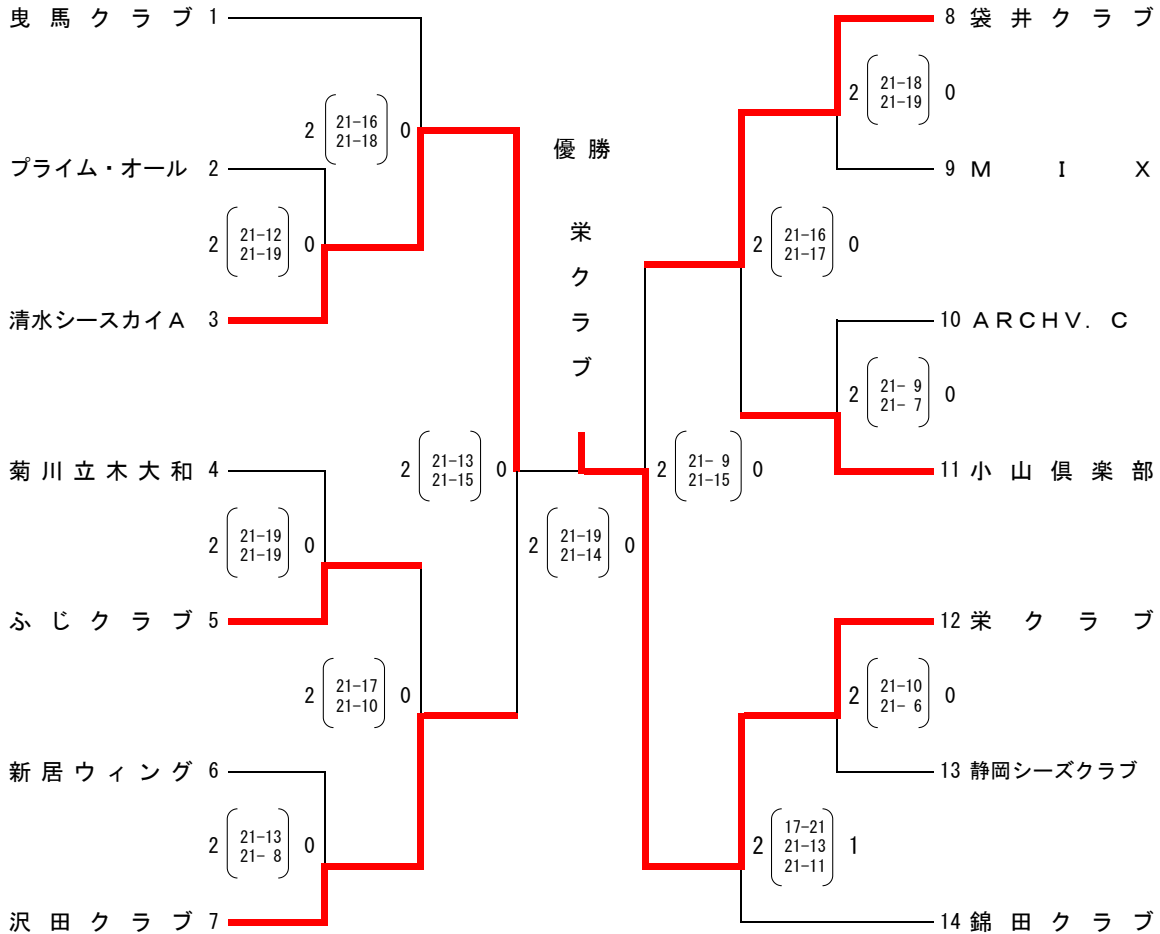 曳馬クラブ 1
2 21-16 0
21-18
プライム・オール 2
2 21-12 0
21-19
清水シースカイA 3
菊川立木大和 4
2 21-13 0
21-15
2 21-19 0
21-19
ふじクラブ 5
2 21-17 0
21-10
新居ウィング 6
2 21-13 0
21- 8
沢田クラブ 7
優勝
栄クラブ
2 21-19 0
21-14
8 袋井クラブ
2 21-18 0
21-19
9 MIX
2 21-16 0
21-17
10 ARCHV. C
2 21- 9 0
21- 7
11 小山倶楽部
2 21- 9 0
21-15
12 栄クラブ
2 21-10 0
21- 6
13 静岡シーズクラブ
17-21
2 21-13 1
21-11
14 錦田クラブ